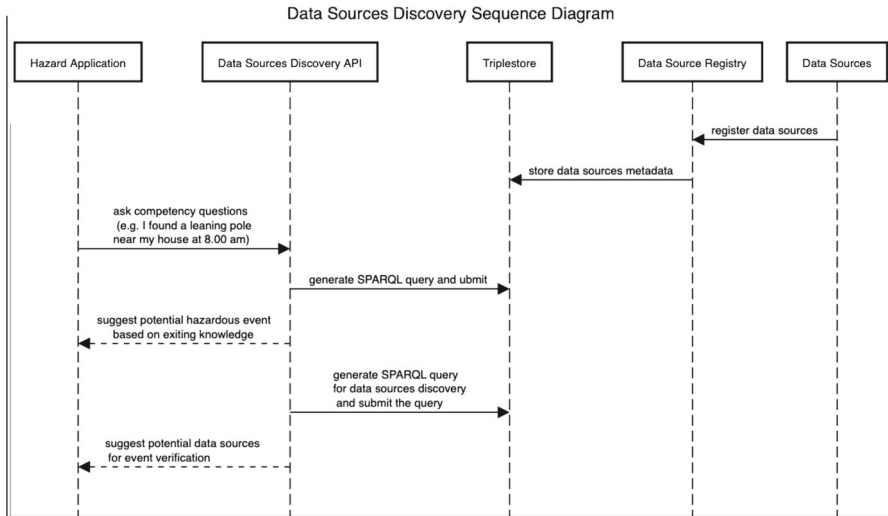 Data Sources Discovery Sequence Diagram
Hazard Application
Data Sources Discovery API
Triplestore
Data Source Registry
Data Sources
register data sources
store data sources metadata
ask competency questions
(e.g. I found a leaning pole
near my house at 8.00 am)
generate SPARQL query and ubmit
suggest potential hazardous event
based on exiting knowledge
generate SPARQL query
for data sources discovery
and submit the query
suggest potential data sources
for event verification